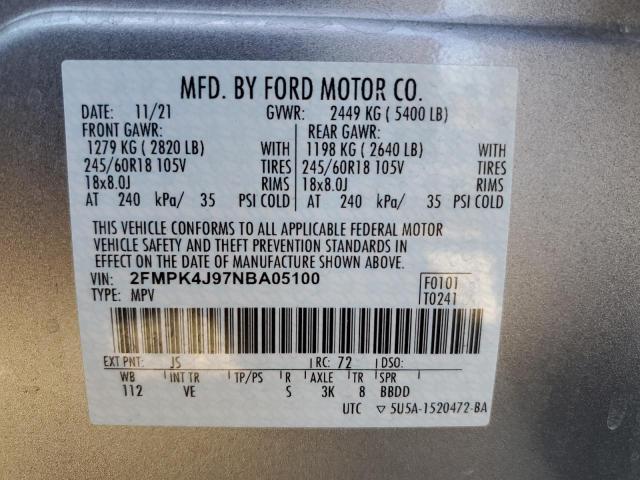 MFD. BY FORD MOTOR CO.
DATE: 11/21 GVWR: 2449 KG ( 5400 LB)
FRONT GAWR: REAR GAWR:
1279 KG ( 2820 LB) WITH 1198 KG ( 2640 LB) WITH
245/60R18 105V TIRES 245/60R18 105V TIRES
18x8.0J RIMS 18x8.0J RIMS
AT 240 kPa/ 35 PSI COLD AT 240 kPa/ 35 PSI COLD
THIS VEHICLE CONFORMS TO ALL APPLICABLE FEDERAL MOTOR
VEHICLE SAFETY AND THEFT PREVENTION STANDARDS IN
EFFECT ON THE DATE OF MANUFACTURE SHOWN ABOVE.
VIN: 2FMPK4J97NBA05100 F0101
TYPE: MPV T0241
EXT PNT: JS RC: 72 DSO:
WB INT TR TP/PS R AXLE TR SPR
112 VE S 3K 8 BBDD
UTC ▽5U5A-1520472-BA